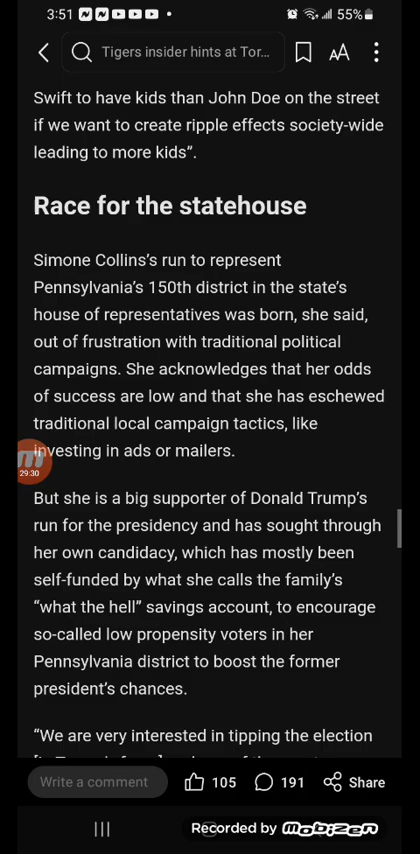 3:51
55%
Tigers insider hints at Tor...
AA
Swift to have kids than John Doe on the street
if we want to create ripple effects society-wide
leading to more kids”.
Race for the statehouse
Simone Collins’s run to represent
Pennsylvania’s 150th district in the state’s
house of representatives was born, she said,
out of frustration with traditional political
campaigns. She acknowledges that her odds
of success are low and that she has eschewed
traditional local campaign tactics, like
investing in ads or mailers.
29:30
But she is a big supporter of Donald Trump’s
run for the presidency and has sought through
her own candidacy, which has mostly been
self-funded by what she calls the family’s
“what the hell” savings account, to encourage
so-called low propensity voters in her
Pennsylvania district to boost the former
president’s chances.
“We are very interested in tipping the election
Write a comment
105
191
Share
Recorded by mobizen